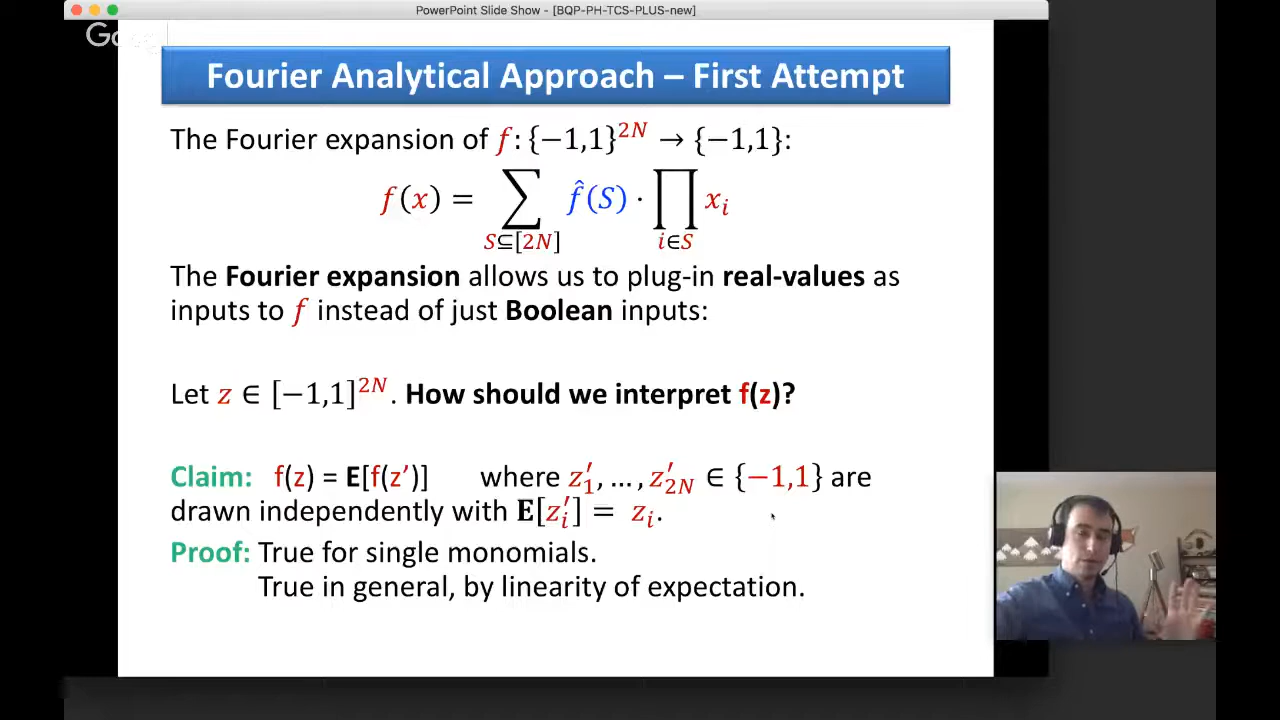 PowerPoint Slide Show - [BQP-PH-TCS-PLUS-new]
Goo
Fourier Analytical Approach – First Attempt
The Fourier expansion of f: {−1,1}^{2N} → {−1,1}:
f(x) = ∑_{S⊆[2N]} f̂(S) · ∏_{i∈S} x_i
The Fourier expansion allows us to plug-in real-values as
inputs to f instead of just Boolean inputs:
Let z ∈ [−1,1]^{2N}. How should we interpret f(z)?
Claim: f(z) = E[f(z’)] where z′_1, …, z′_{2N} ∈ {−1,1} are
drawn independently with E[z′_i] = z_i.
Proof: True for single monomials.
True in general, by linearity of expectation.